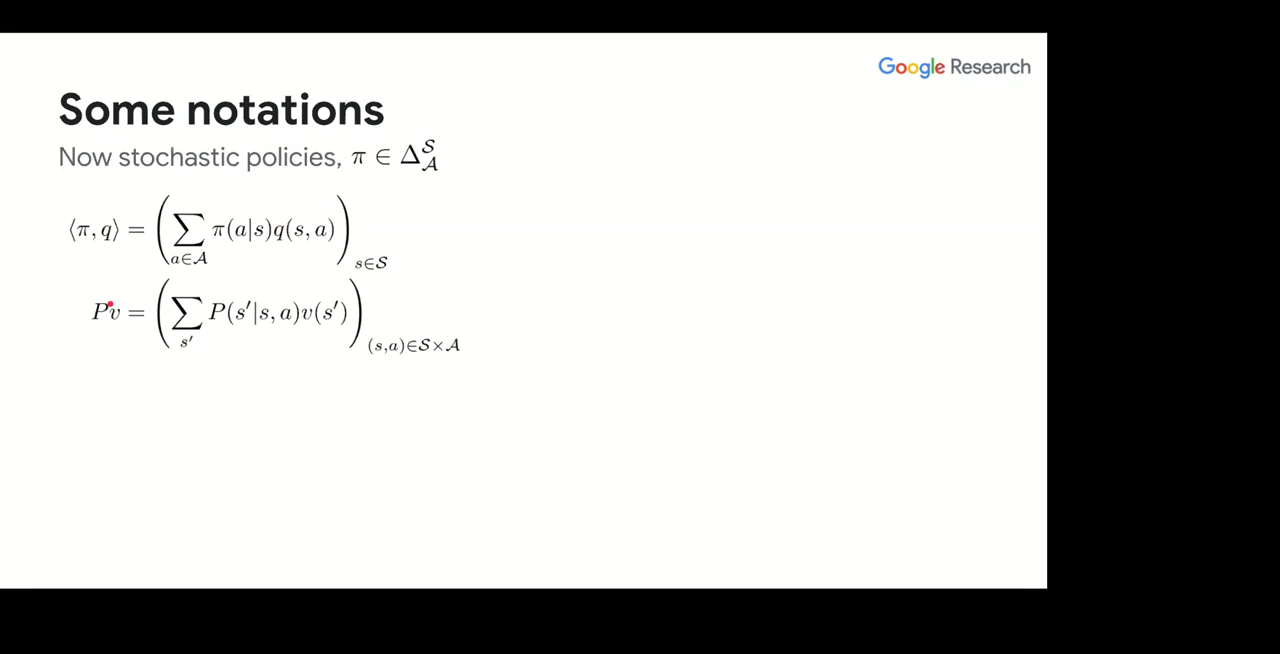 Google Research
Some notations
Now stochastic policies, π ∈ Δ_𝒜^𝒮
⟨π, q⟩ = (∑_{a∈𝒜} π(a|s)q(s, a))_{s∈𝒮}
Pv = (∑_{s′} P(s′|s, a)v(s′))_{(s,a)∈𝒮×𝒜}